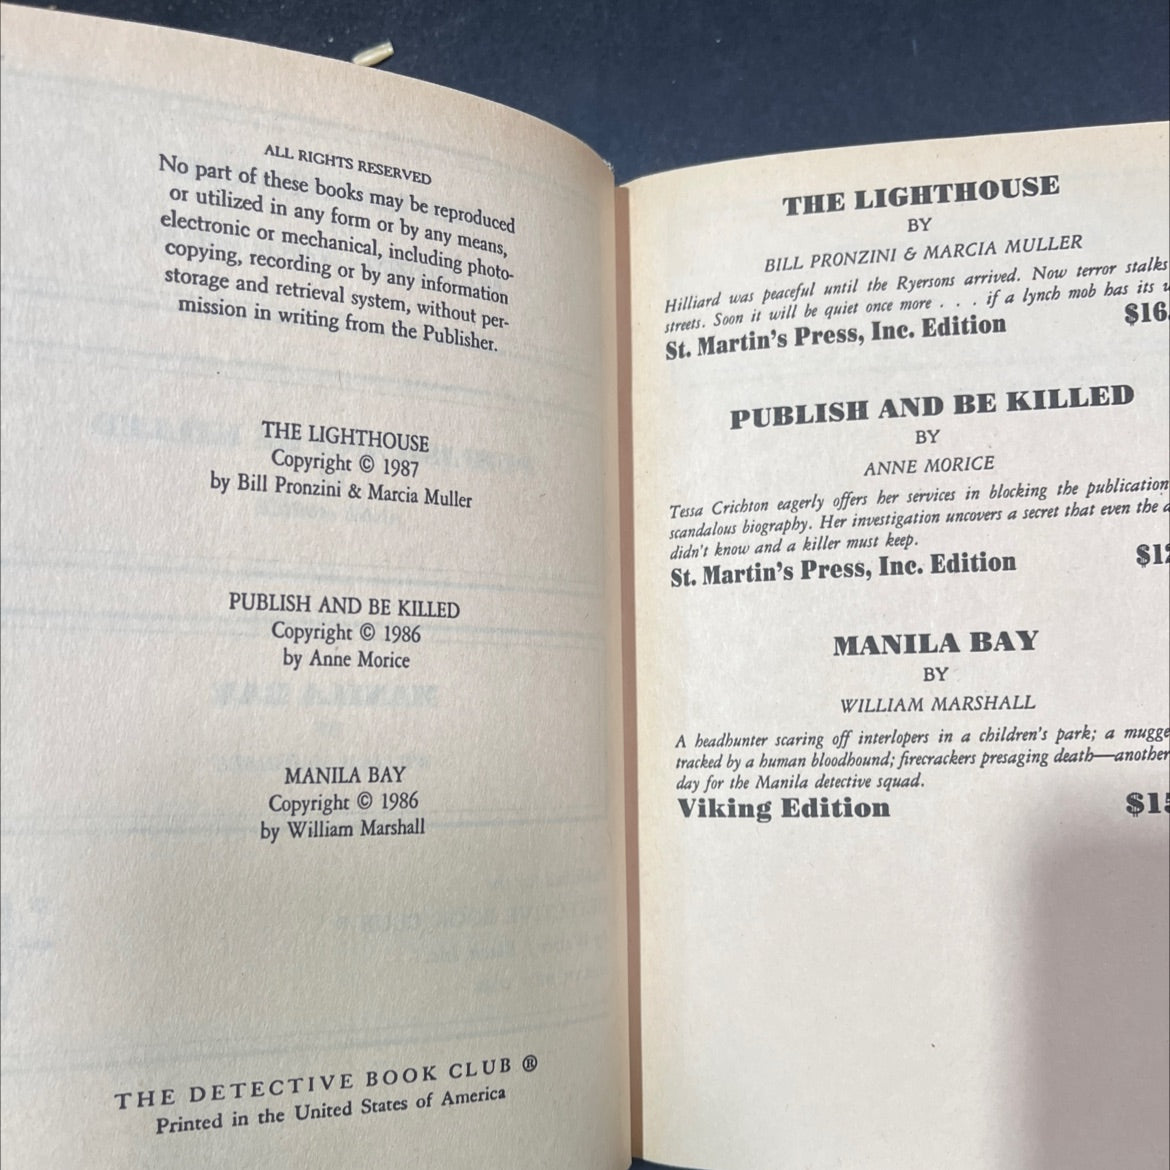 ALL RIGHTS RESERVED
No part of these books may be reproduced
or utilized in any form or by any means,
electronic or mechanical, including photo-
copying, recording or by any information
storage and retrieval system, without per-
mission in writing from the Publisher.
THE LIGHTHOUSE
Copyright © 1987
by Bill Pronzini & Marcia Muller
PUBLISH AND BE KILLED
Copyright © 1986
by Anne Morice
MANILA BAY
Copyright © 1986
by William Marshall
THE DETECTIVE BOOK CLUB ®
Printed in the United States of America
THE LIGHTHOUSE
BY
BILL PRONZINI & MARCIA MULLER
Hilliard was peaceful until the Ryersons arrived. Now terror stalks
streets. Soon it will be quiet once more . . . if a lynch mob has its
St. Martin's Press, Inc. Edition $16.
PUBLISH AND BE KILLED
BY
ANNE MORICE
Tessa Crichton eagerly offers her services in blocking the publication
scandalous biography. Her investigation uncovers a secret that even the
didn't know and a killer must keep.
St. Martin's Press, Inc. Edition $12
MANILA BAY
BY
WILLIAM MARSHALL
A headhunter scaring off interlopers in a children's park; a mugge
tracked by a human bloodhound; firecrackers presaging death—another
day for the Manila detective squad.
Viking Edition $15